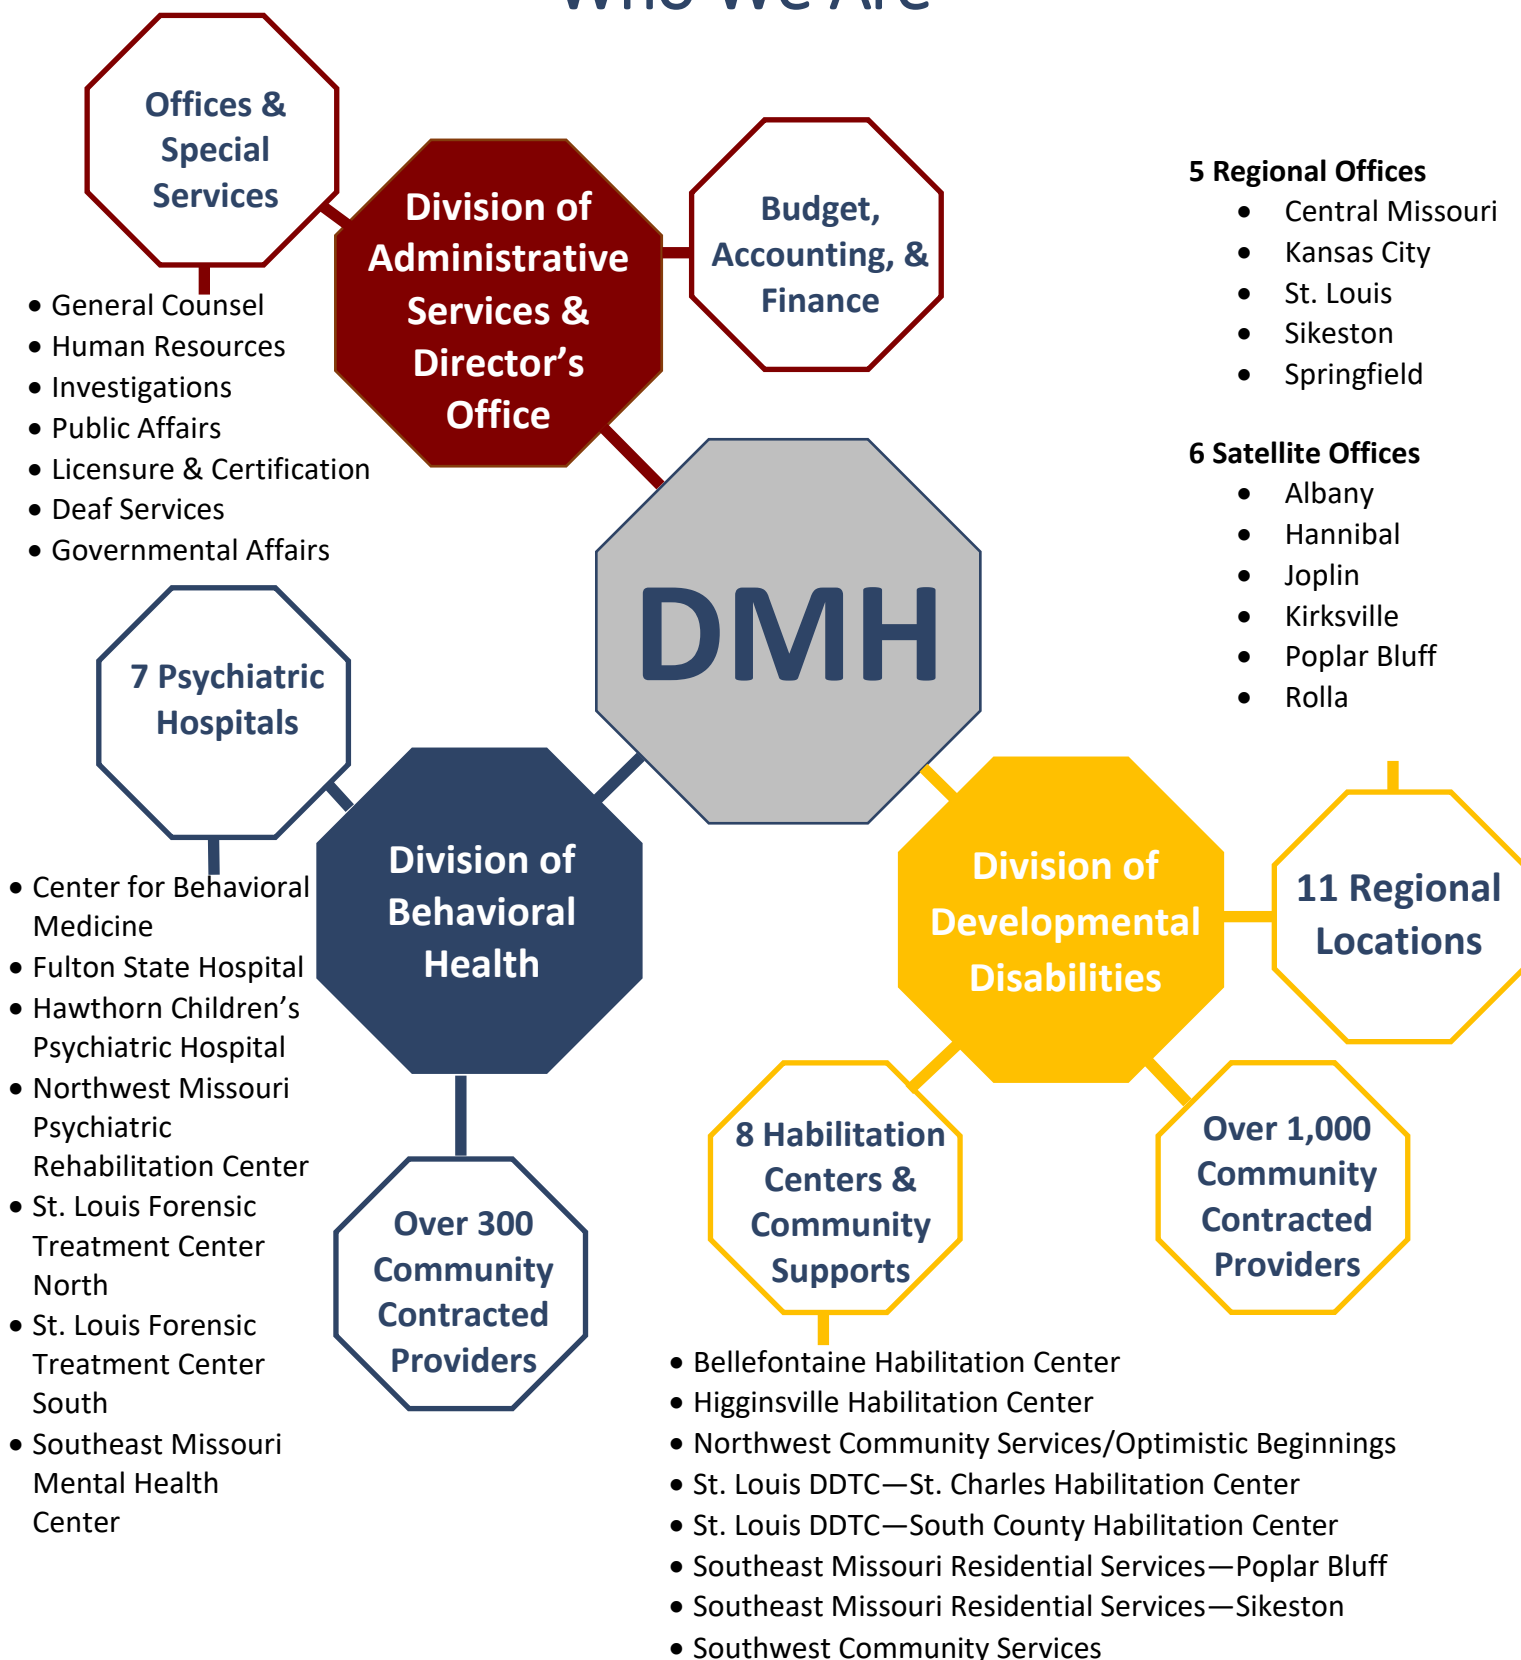 Who We Are
Offices &
Special
Services
Division of
Administrative
Services &
Director’s
Office
Budget,
Accounting, &
Finance
• General Counsel
• Human Resources
• Investigations
• Public Affairs
• Licensure & Certification
• Deaf Services
• Governmental Affairs
5 Regional Offices
• Central Missouri
• Kansas City
• St. Louis
• Sikeston
• Springfield
6 Satellite Offices
• Albany
• Hannibal
• Joplin
• Kirksville
• Poplar Bluff
• Rolla
DMH
7 Psychiatric
Hospitals
Division of
Behavioral
Health
• Center for Behavioral
Medicine
• Fulton State Hospital
• Hawthorn Children’s
Psychiatric Hospital
• Northwest Missouri
Psychiatric
Rehabilitation Center
• St. Louis Forensic
Treatment Center
North
• St. Louis Forensic
Treatment Center
South
• Southeast Missouri
Mental Health
Center
Over 300
Community
Contracted
Providers
Division of
Developmental
Disabilities
11 Regional
Locations
8 Habilitation
Centers &
Community
Supports
Over 1,000
Community
Contracted
Providers
• Bellefontaine Habilitation Center
• Higginsville Habilitation Center
• Northwest Community Services/Optimistic Beginnings
• St. Louis DDTC—St. Charles Habilitation Center
• St. Louis DDTC—South County Habilitation Center
• Southeast Missouri Residential Services—Poplar Bluff
• Southeast Missouri Residential Services—Sikeston
• Southwest Community Services